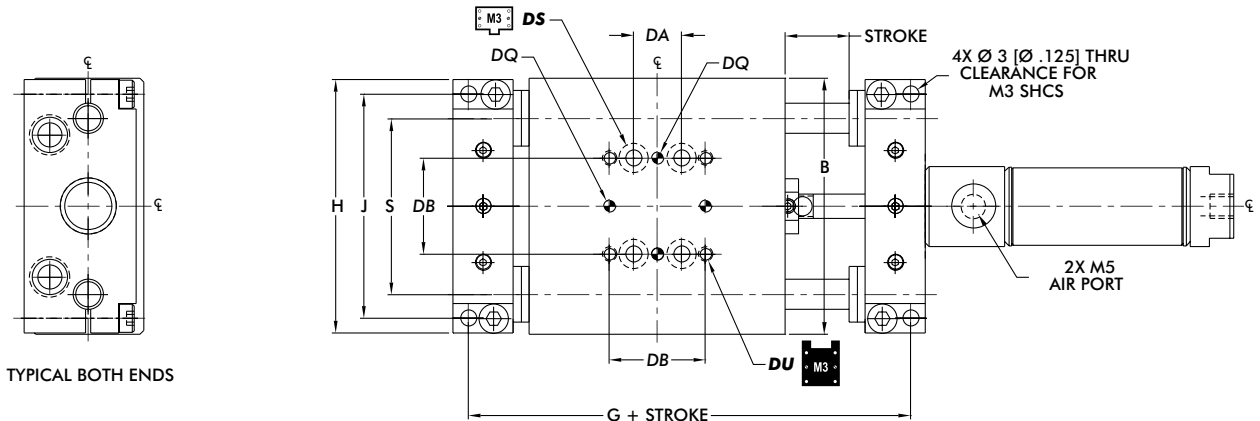 M3
DS
DA
STROKE
℄
℄
DQ
DQ
4X Ø 3 [Ø .125] THRU
CLEARANCE FOR
M3 SHCS
B
H
J
S
DB
℄
℄
2X M5
AIR PORT
DB
DU
M3
TYPICAL BOTH ENDS
G + STROKE